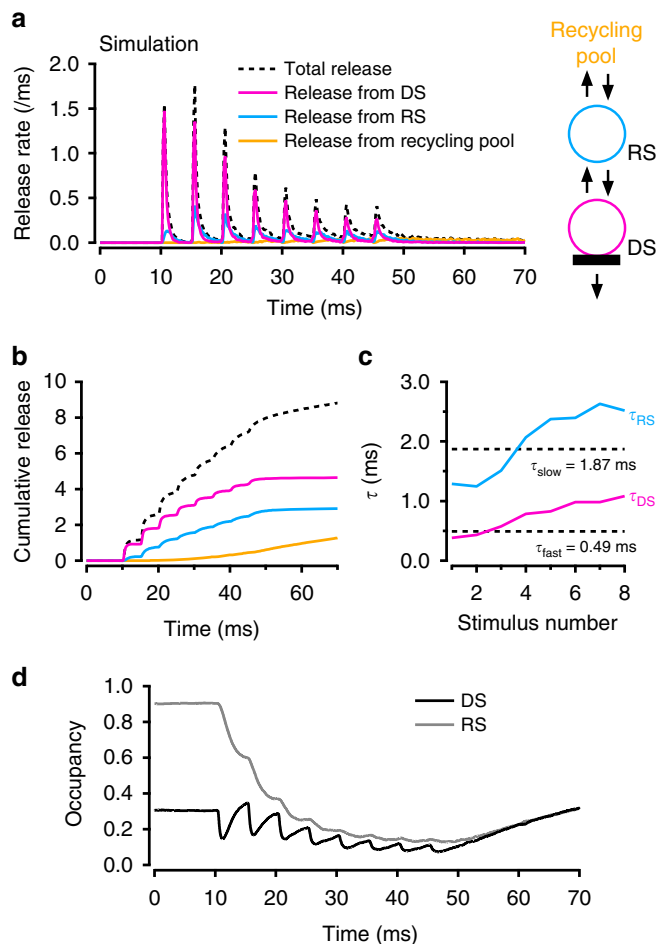 a
Simulation
Recycling
pool
2.0
1.5
1.0
0.5
0.0
Release rate (/ms)
Total release
Release from DS
Release from RS
Release from recycling pool
RS
DS
0 10 20 30 40 50 60 70
Time (ms)
b
10
8
6
4
2
0
Cumulative release
0 20 40 60
Time (ms)
c
3.0
2.0
1.0
0.0
τ (ms)
τRS
τslow = 1.87 ms
τDS
τfast = 0.49 ms
2 4 6 8
Stimulus number
d
1.0
0.8
0.6
0.4
0.2
0.0
Occupancy
DS
RS
0 10 20 30 40 50 60 70
Time (ms)